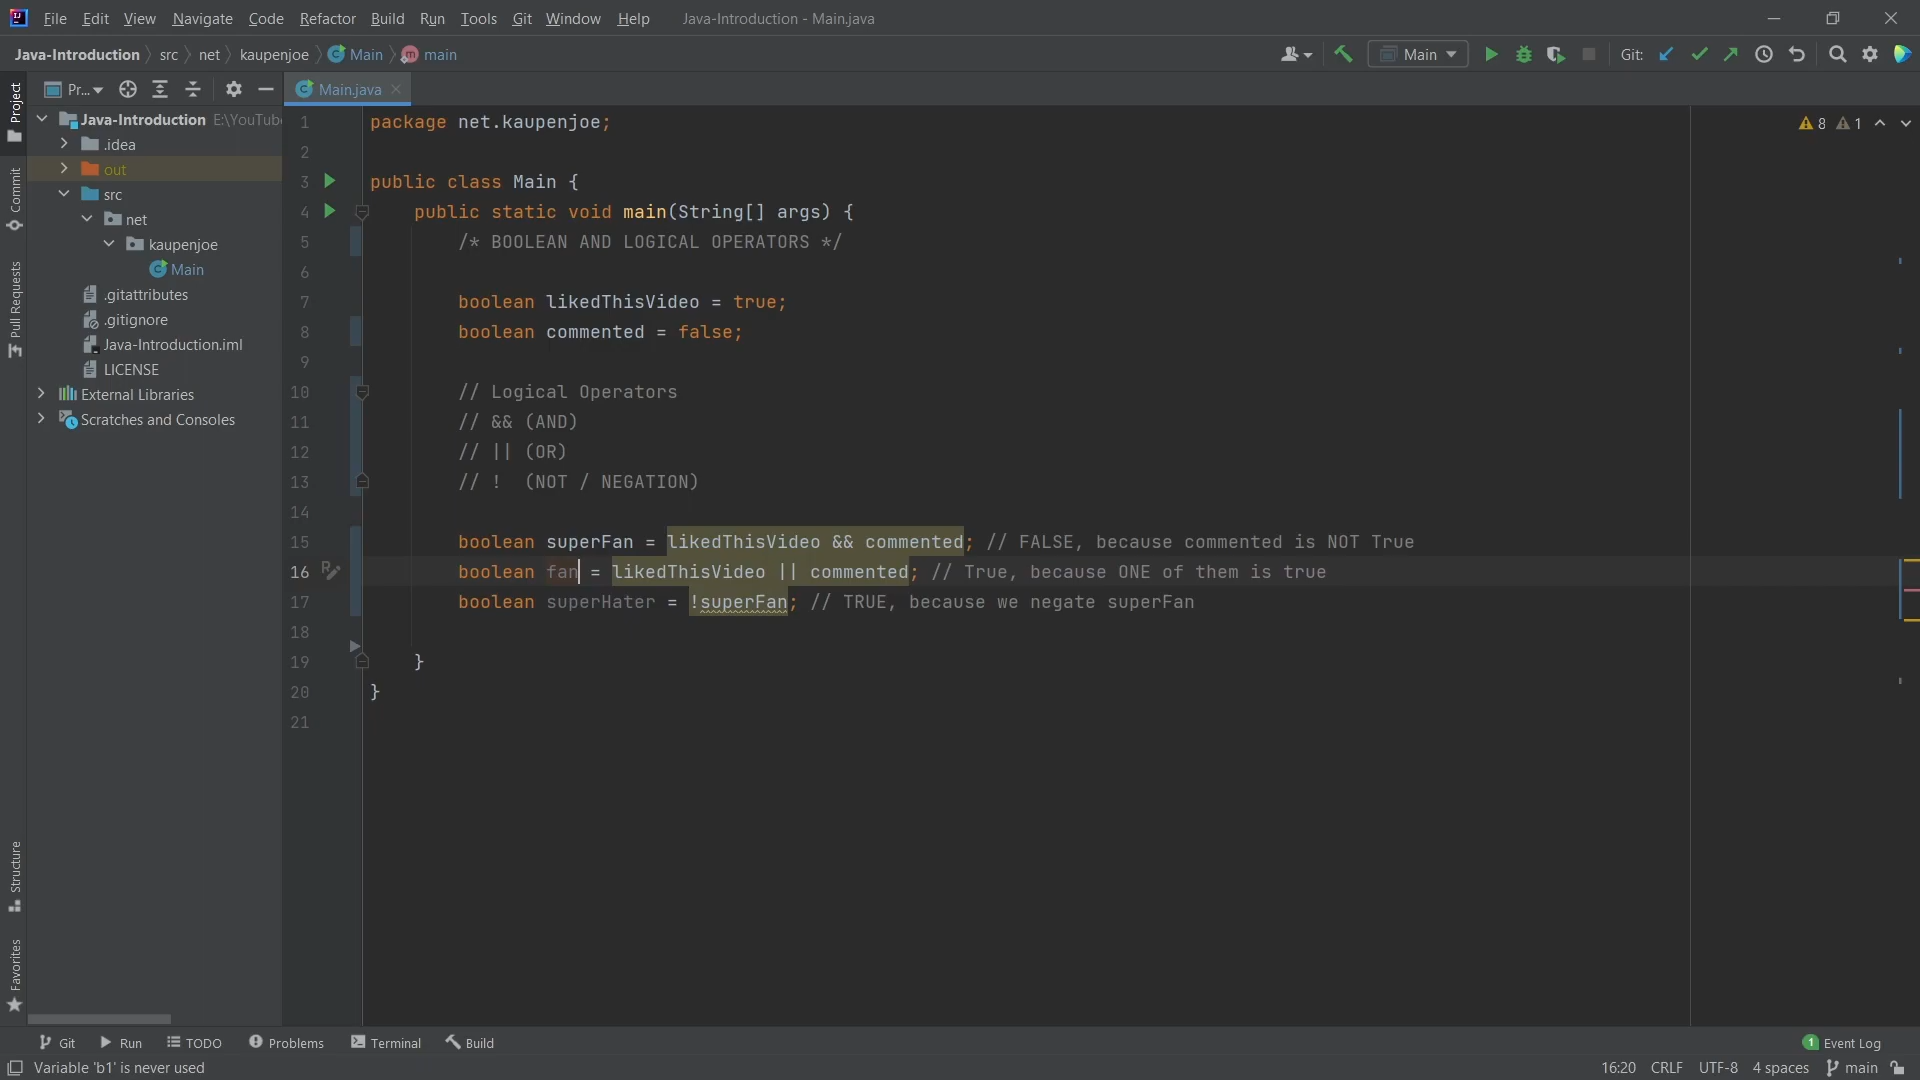 File Edit View Navigate Code Refactor Build Run Tools Git Window Help Java-Introduction - Main.java
Java-Introduction src net kaupenjoe Main main Main Git:
Project Pr... Main.java
Java-Introduction E:\YouTub
.idea
out
src
net
kaupenjoe
Main
.gitattributes
.gitignore
Java-Introduction.iml
LICENSE
External Libraries
Scratches and Consoles
Commit
Pull Requests
Structure
Favorites
8 1
1 package net.kaupenjoe;
2
3 public class Main {
4 public static void main(String[] args) {
5 /* BOOLEAN AND LOGICAL OPERATORS */
6
7 boolean likedThisVideo = true;
8 boolean commented = false;
9
10 // Logical Operators
11 // && (AND)
12 // || (OR)
13 // ! (NOT / NEGATION)
14
15 boolean superFan = likedThisVideo && commented; // FALSE, because commented is NOT True
16 boolean fan = likedThisVideo || commented; // True, because ONE of them is true
17 boolean superHater = !superFan; // TRUE, because we negate superFan
18
19 }
20 }
21
Git Run TODO Problems Terminal Build 1 Event Log
Variable 'b1' is never used 16:20 CRLF UTF-8 4 spaces main